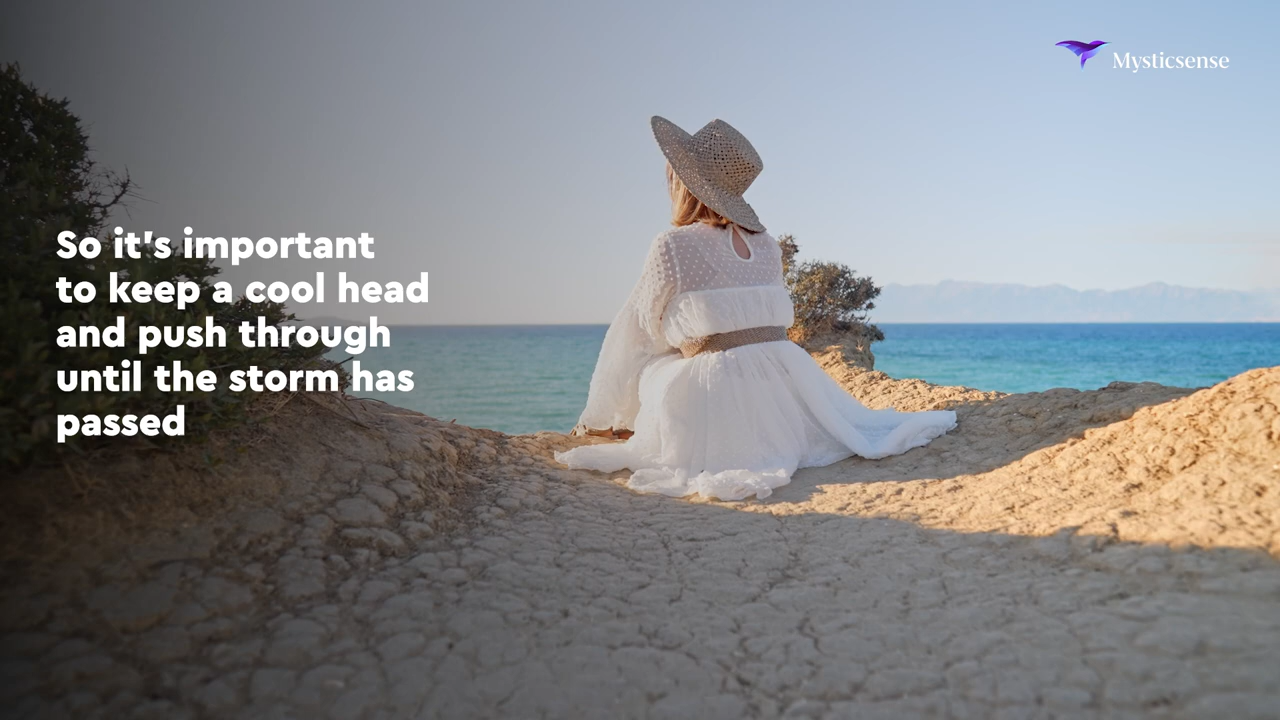 Mysticsense
So it's important
to keep a cool head
and push through
until the storm has
passed